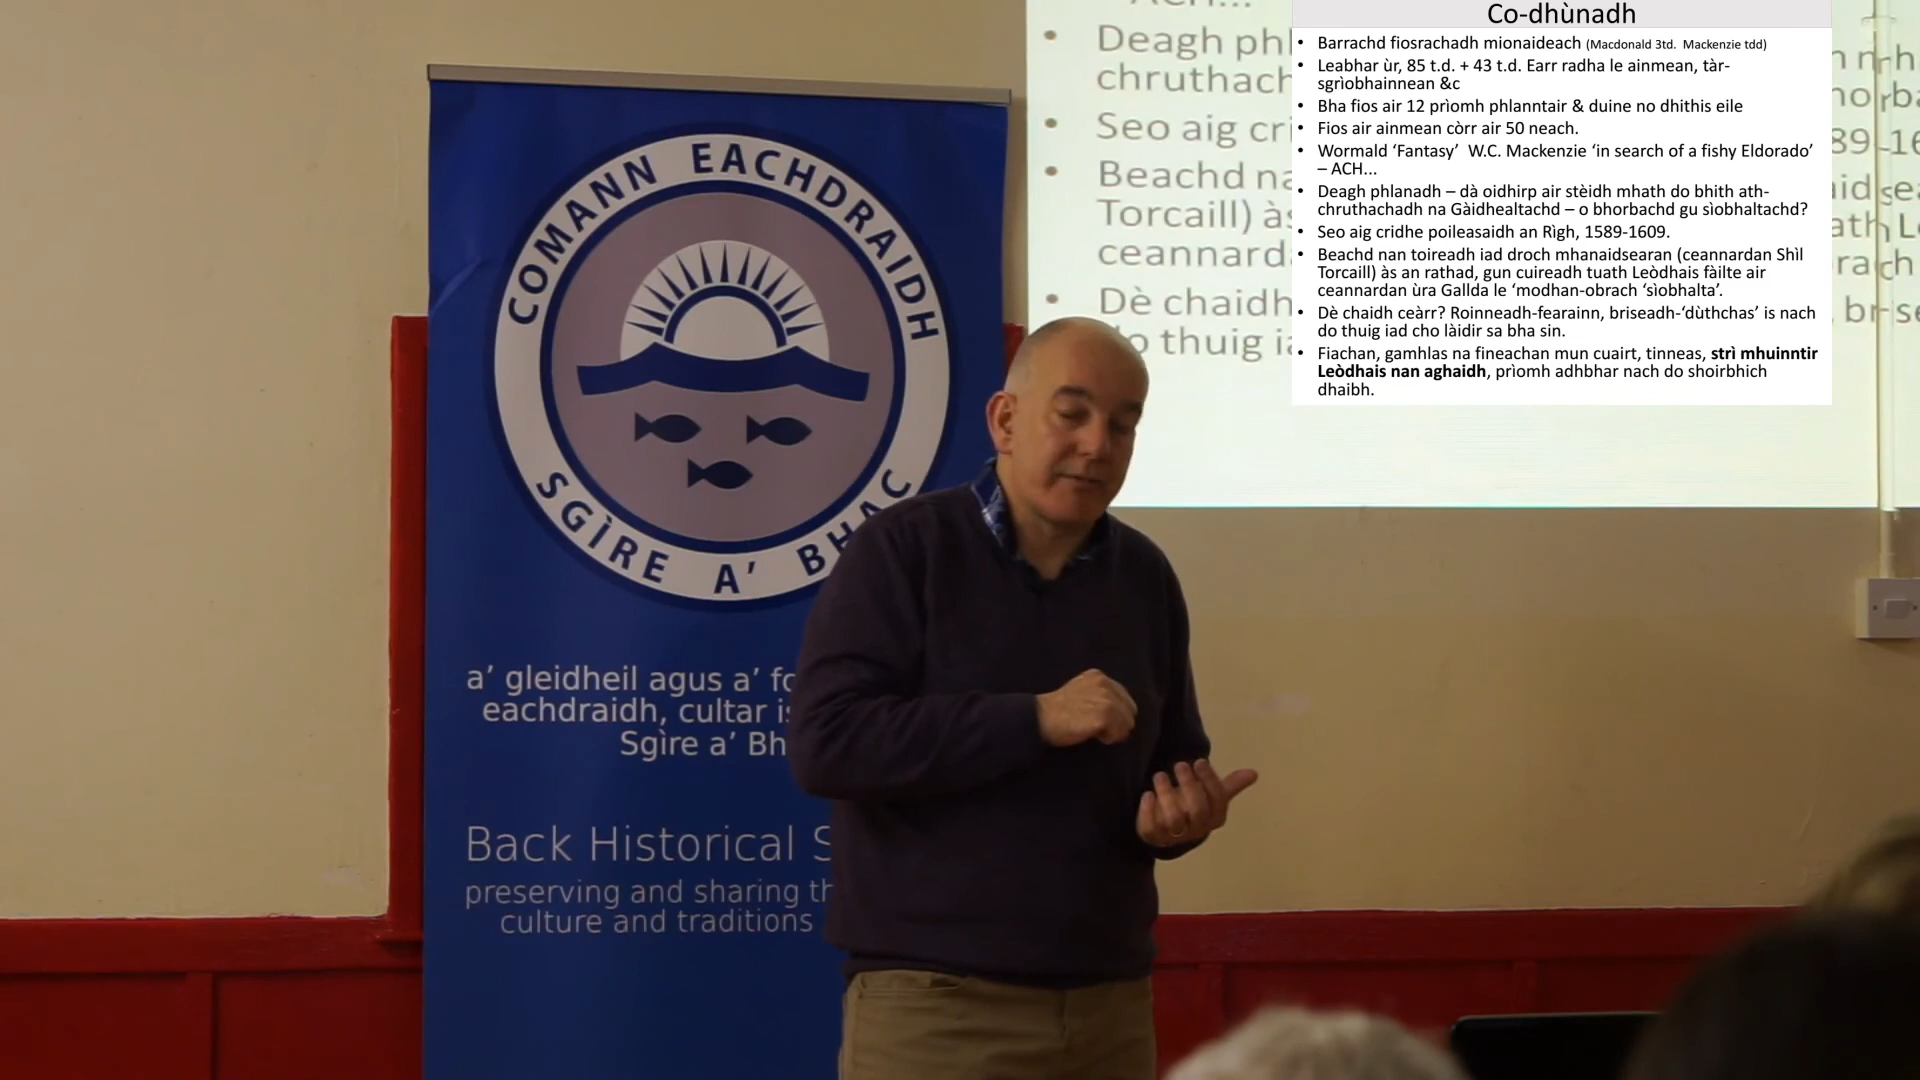 COMANN EACHDRAIDH
SGÌRE A' BHAC
a' gleidheil agus a'
eachdraidh, cultar
Sgìre a'
Back Historical
preserving and sharing
culture and traditions
Deagh
chruthach
Seo aig
Beachd
Torcaill)
ceannard
Dè chaidh
thuig
Co-dhùnadh
• Barrachd fiosrachadh mionaideach (Macdonald 3td. Mackenzie tdd)
• Leabhar ùr, 85 t.d. + 43 t.d. Earr radha le ainmean, tàr-
sgrìobhainnean &c
• Bha fios air 12 prìomh phlanntair & duine no dhithis eile
• Fios air ainmean còrr air 50 neach.
• Wormald ‘Fantasy’ W.C. Mackenzie ‘in search of a fishy Eldorado’
– ACH...
• Deagh phlanadh – dà oidhirp air stèidh mhath do bhith ath-
chruthachadh na Gàidhealtachd – o bhorbachd gu sìobhaltachd?
• Seo aig cridhe poileasaidh an Rìgh, 1589-1609.
• Beachd nan toireadh iad droch mhanaidsearan (ceannardan Shìl
Torcaill) às an rathad, gun cuireadh tuath Leòdhais fàilte air
ceannardan ùra Gallda le ‘modhan-obrach ‘sìobhalta’.
• Dè chaidh ceàrr? Roinneadh-fearainn, briseadh-‘dùthchas’ is nach
do thuig iad cho làidir sa bha sin.
• Fiachan, gamhlas na fineachan mun cuairt, tinneas, strì mhuinntir
Leòdhais nan aghaidh, prìomh adhbhar nach do shoirbhich
dhaibh.